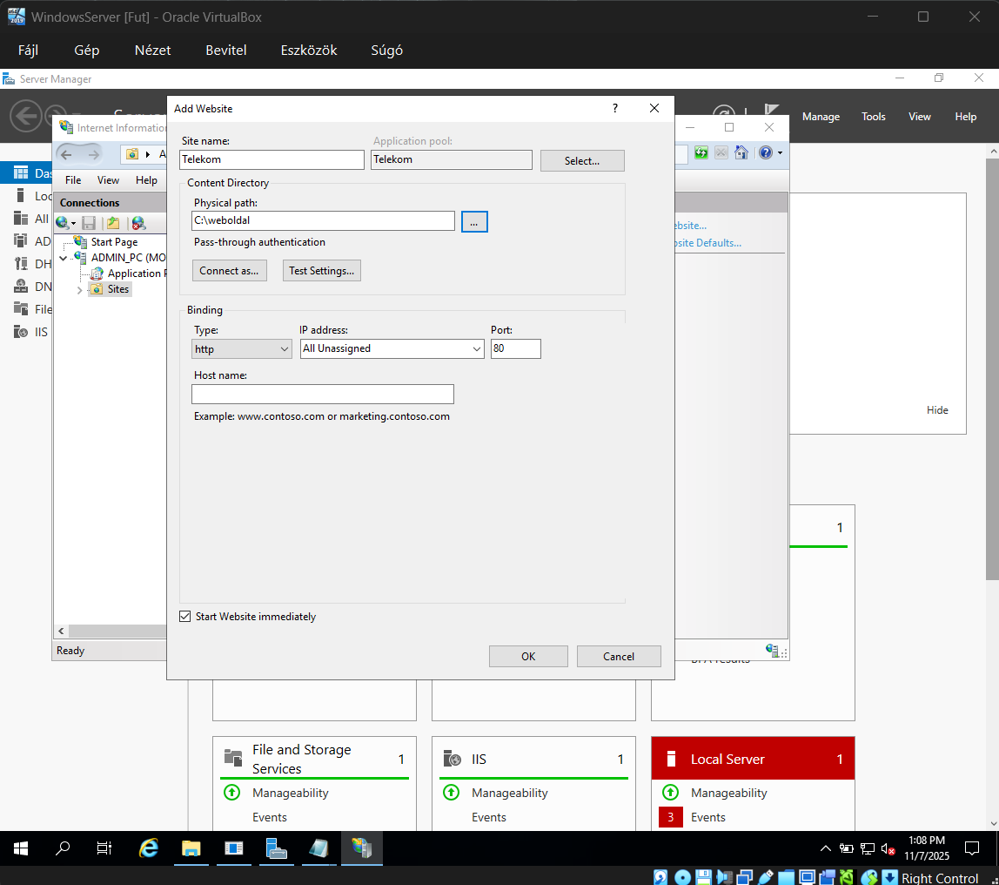 WindowsServer [Fut] - Oracle VirtualBox
Fájl Gép Nézet Bevitel Eszközök Súgó
Server Manager
Manage Tools View Help
Internet Information
Add Website
?
Site name:
Application pool:
Telekom
Telekom
Select...
Content Directory
Physical path:
C:\weboldal
...
Pass-through authentication
Connect as...
Test Settings...
Binding
Type:
IP address:
Port:
http
All Unassigned
80
Host name:
Example: www.contoso.com or marketing.contoso.com
Start Website immediately
OK
Cancel
File View Help
Connections
Start Page
ADMIN_PC (MO
Application P
Sites
Ready
ebsite...
bsite Defaults...
Das
Loc
All
AD
DH
DN
File
IIS
Hide
1
BPA results
File and Storage
Services
1
Manageability
Events
IIS
1
Manageability
Events
Local Server
1
Manageability
3
Events
1:08 PM
11/7/2025
Right Control